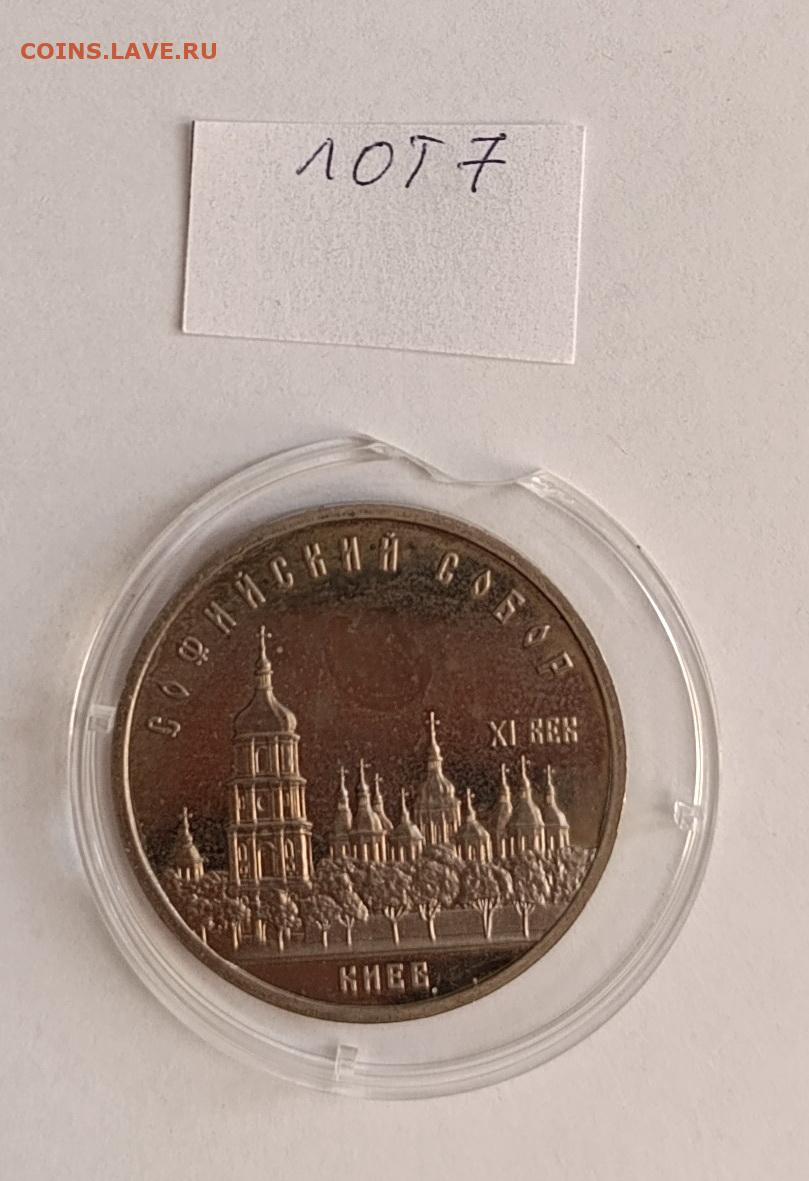 COINS.LAVE.RU
ЛОТ 7
СОФИЙСКИЙ СОБОР
XI ВЕК
КИЕВ